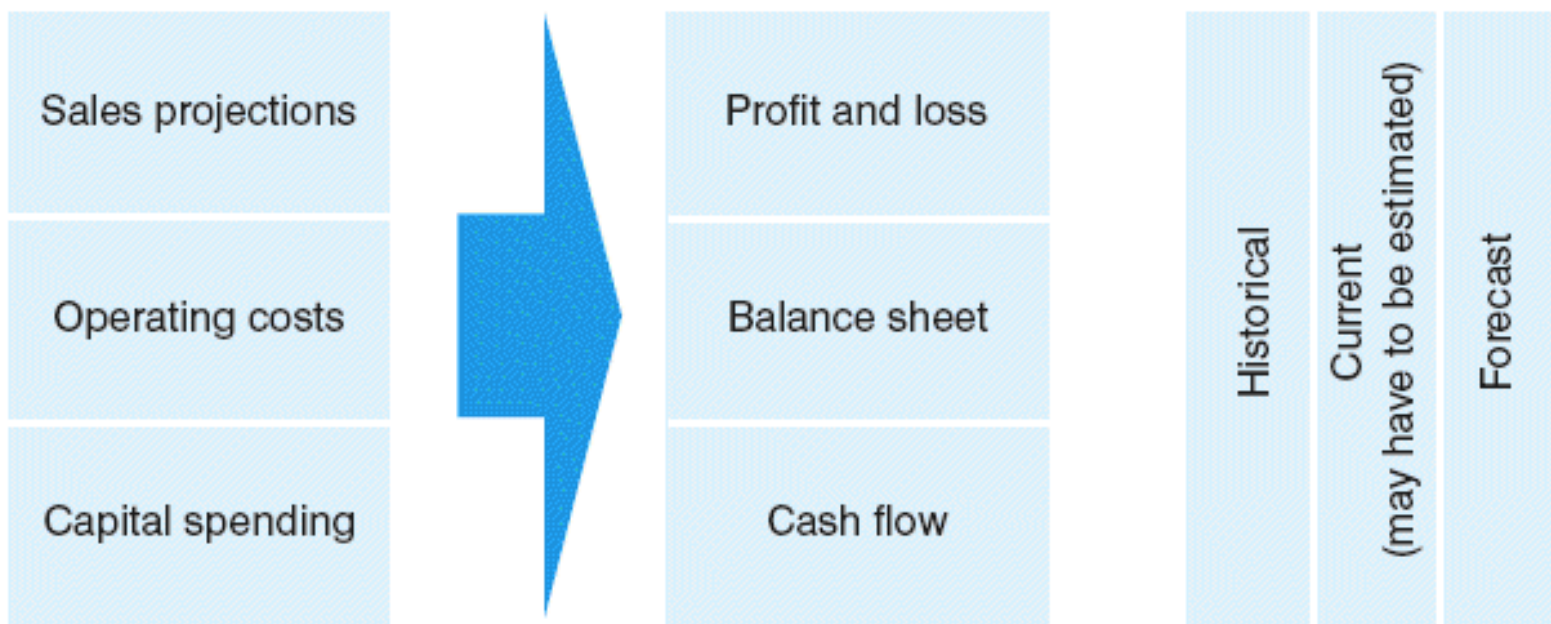 Sales projections
Operating costs
Capital spending
Profit and loss
Balance sheet
Cash flow
Historical
Current
(may have to be estimated)
Forecast